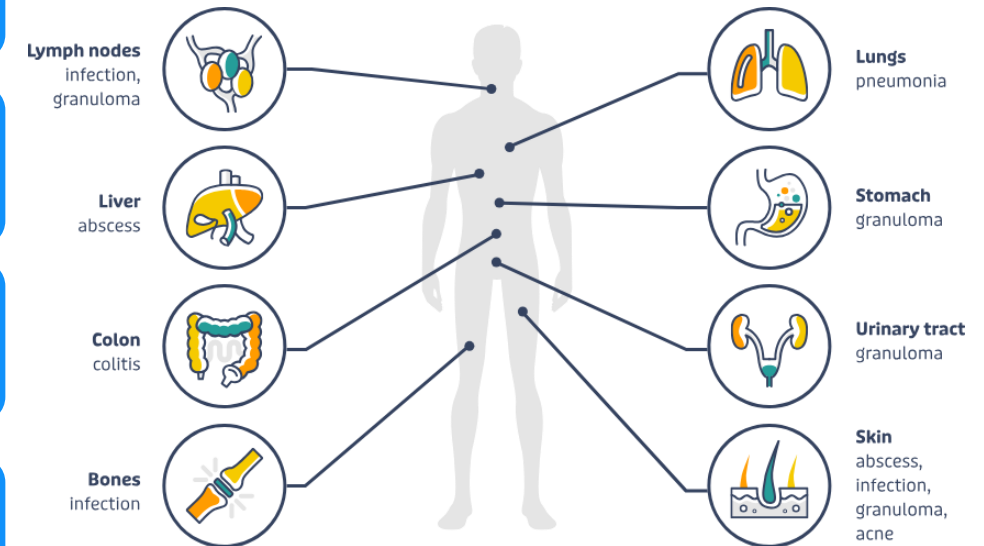 Lymph nodes
infection,
granuloma
Liver
abscess
Colon
colitis
Bones
infection
Lungs
pneumonia
Stomach
granuloma
Urinary tract
granuloma
Skin
abscess,
infection,
granuloma,
acne